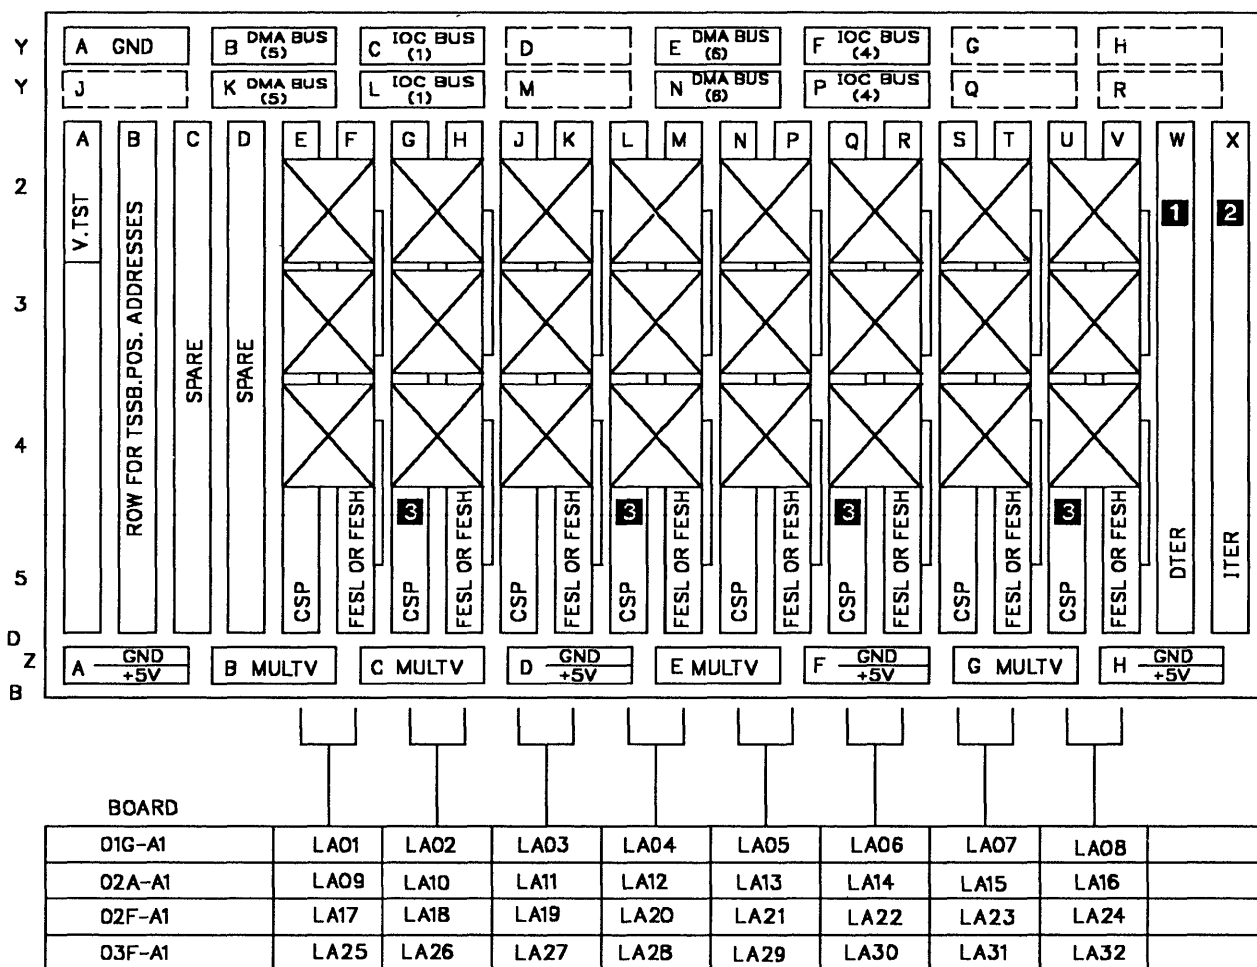 Y A GND B DMA BUS (5) C IOC BUS (1) D E DMA BUS (6) F IOC BUS (4) G H
Y J K DMA BUS (5) L IOC BUS (1) M N DMA BUS (6) P IOC BUS (4) Q R
A B C D E F G H J K L M N P Q R S T U V W X
2
3
4
5
V.TST
ROW FOR TSSB.POS. ADDRESSES
SPARE
SPARE
1
2
3
3
3
3
CSP FESL OR FESH
CSP FESL OR FESH
CSP FESL OR FESH
CSP FESL OR FESH
CSP FESL OR FESH
CSP FESL OR FESH
CSP FESL OR FESH
CSP FESL OR FESH
DTER
ITER
D
Z A GND +5V B MULTV C MULTV D GND +5V E MULTV F GND +5V G MULTV H GND +5V
B
BOARD
01G-A1 LA01 LA02 LA03 LA04 LA05 LA06 LA07 LA08
02A-A1 LA09 LA10 LA11 LA12 LA13 LA14 LA15 LA16
02F-A1 LA17 LA18 LA19 LA20 LA21 LA22 LA23 LA24
03F-A1 LA25 LA26 LA27 LA28 LA29 LA30 LA31 LA32